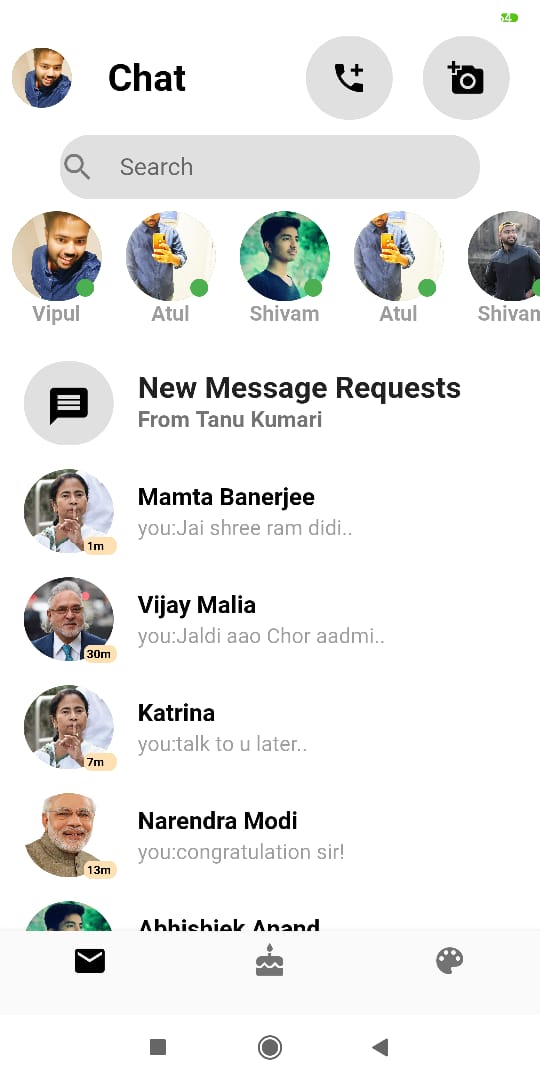 54
Chat
Search
Vipul
Atul
Shivam
Atul
Shivam
New Message Requests
From Tanu Kumari
Mamta Banerjee
you:Jai shree ram didi..
1m
Vijay Malia
you:Jaldi aao Chor aadmi..
30m
Katrina
you:talk to u later..
7m
Narendra Modi
you:congratulation sir!
13m
Abhishiek Anand